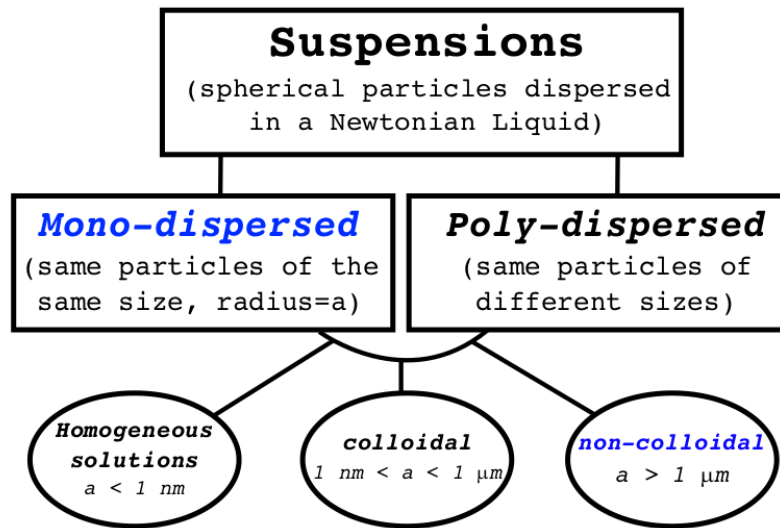 Suspensions
(spherical particles dispersed
in a Newtonian Liquid)
Mono-dispersed
(same particles of the
same size, radius=a)
Poly-dispersed
(same particles of
different sizes)
Homogeneous
solutions
a < 1 nm
colloidal
1 nm < a < 1 μm
non-colloidal
a > 1 μm